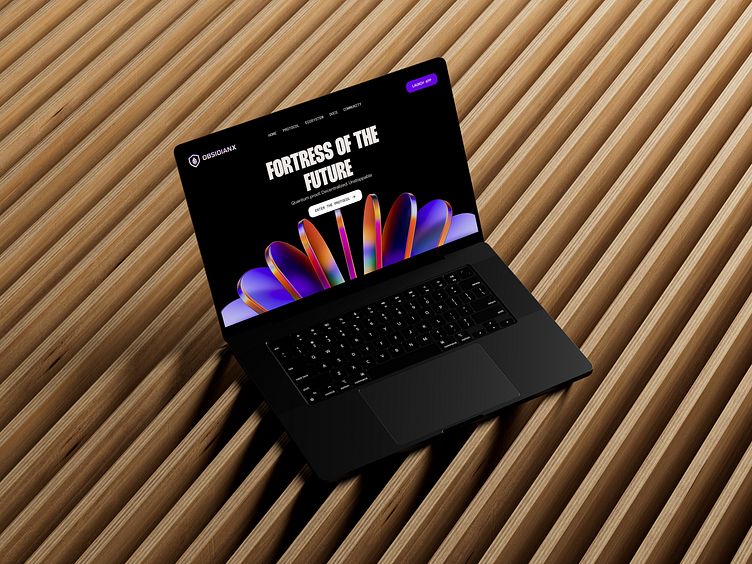 LAUNCH APP
HOME PROTOCOL ECOSYSTEM DOCS COMMUNITY
OBSIDIANX
FORTRESS OF THE
FUTURE
Quantum-proof. Decentralized. Unstoppable
ENTER THE PROTOCOL